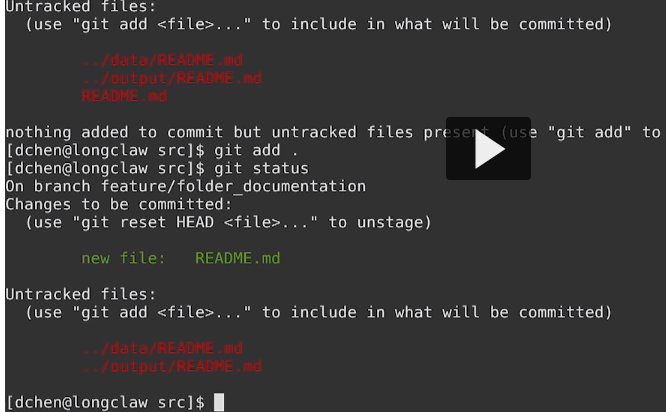 Untracked files:
(use "git add <file>..." to include in what will be committed)
../data/README.md
../output/README.md
README.md
nothing added to commit but untracked files present (use "git add" to
[dchen@longclaw src]$ git add .
[dchen@longclaw src]$ git status
On branch feature/folder_documentation
Changes to be committed:
(use "git reset HEAD <file>..." to unstage)
new file:   README.md
Untracked files:
(use "git add <file>..." to include in what will be committed)
../data/README.md
../output/README.md
[dchen@longclaw src]$